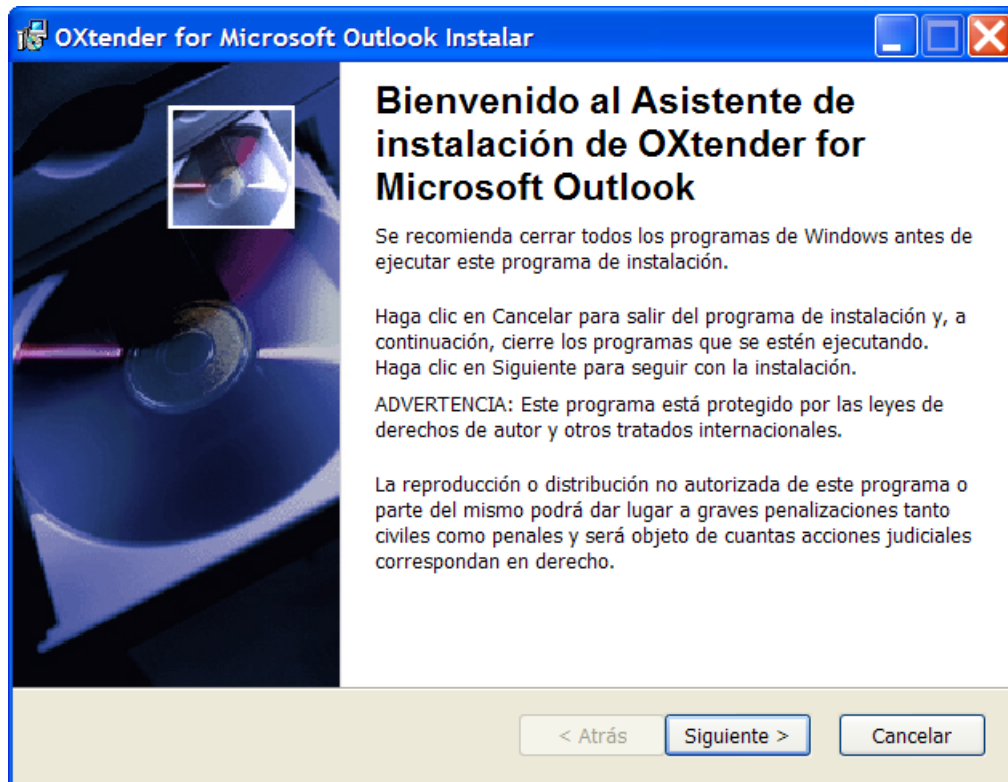 OXtender for Microsoft Outlook Instalar
Bienvenido al Asistente de
instalación de OXtender for
Microsoft Outlook
Se recomienda cerrar todos los programas de Windows antes de
ejecutar este programa de instalación.
Haga clic en Cancelar para salir del programa de instalación y, a
continuación, cierre los programas que se estén ejecutando.
Haga clic en Siguiente para seguir con la instalación.
ADVERTENCIA: Este programa está protegido por las leyes de
derechos de autor y otros tratados internacionales.
La reproducción o distribución no autorizada de este programa o
parte del mismo podrá dar lugar a graves penalizaciones tanto
civiles como penales y será objeto de cuantas acciones judiciales
correspondan en derecho.
< Atrás
Siguiente >
Cancelar